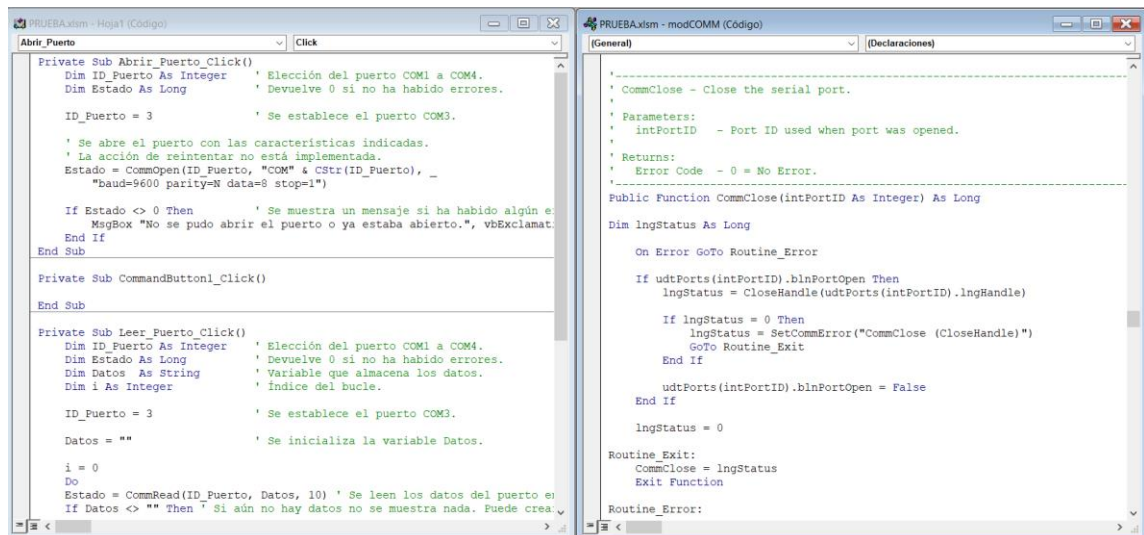 PRUEBA.xlsm - Hoja1 (Código)
Abrir_Puerto
Click
Private Sub Abrir_Puerto_Click()
Dim ID_Puerto As Integer ' Elección del puerto COM1 a COM4.
Dim Estado As Long ' Devuelve 0 si no ha habido errores.
ID_Puerto = 3 ' Se establece el puerto COM3.
' Se abre el puerto con las características indicadas.
' La acción de reintentar no está implementada.
Estado = CommOpen(ID_Puerto, "COM" & CStr(ID_Puerto), _
"baud=9600 parity=N data=8 stop=1")
If Estado <> 0 Then ' Se muestra un mensaje si ha habido algún
MsgBox "No se pudo abrir el puerto o ya estaba abierto.", vbExclamat
End If
End Sub
Private Sub CommandButton1_Click()
End Sub
Private Sub Leer_Puerto_Click()
Dim ID_Puerto As Integer ' Elección del puerto COM1 a COM4.
Dim Estado As Long ' Devuelve 0 si no ha habido errores.
Dim Datos As String ' Variable que almacena los datos.
Dim i As Integer ' Índice del bucle.
ID_Puerto = 3 ' Se establece el puerto COM3.
Datos = "" ' Se inicializa la variable Datos.
i = 0
Do
Estado = CommRead(ID_Puerto, Datos, 10) ' Se leen los datos del puerto
If Datos <> "" Then ' Si aún no hay datos no se muestra nada. Puede crea
PRUEBA.xlsm - modCOMM (Código)
(General)
(Declaraciones)
'-------------------------------------------------------------------------------
' CommClose - Close the serial port.
'
' Parameters:
' intPortID - Port ID used when port was opened.
'
' Returns:
' Error Code - 0 = No Error.
'-------------------------------------------------------------------------------
Public Function CommClose(intPortID As Integer) As Long
Dim lngStatus As Long
On Error GoTo Routine_Error
If udtPorts(intPortID).blnPortOpen Then
lngStatus = CloseHandle(udtPorts(intPortID).lngHandle)
If lngStatus = 0 Then
lngStatus = SetCommError("CommClose (CloseHandle)")
GoTo Routine_Exit
End If
udtPorts(intPortID).blnPortOpen = False
End If
lngStatus = 0
Routine_Exit:
CommClose = lngStatus
Exit Function
Routine_Error: